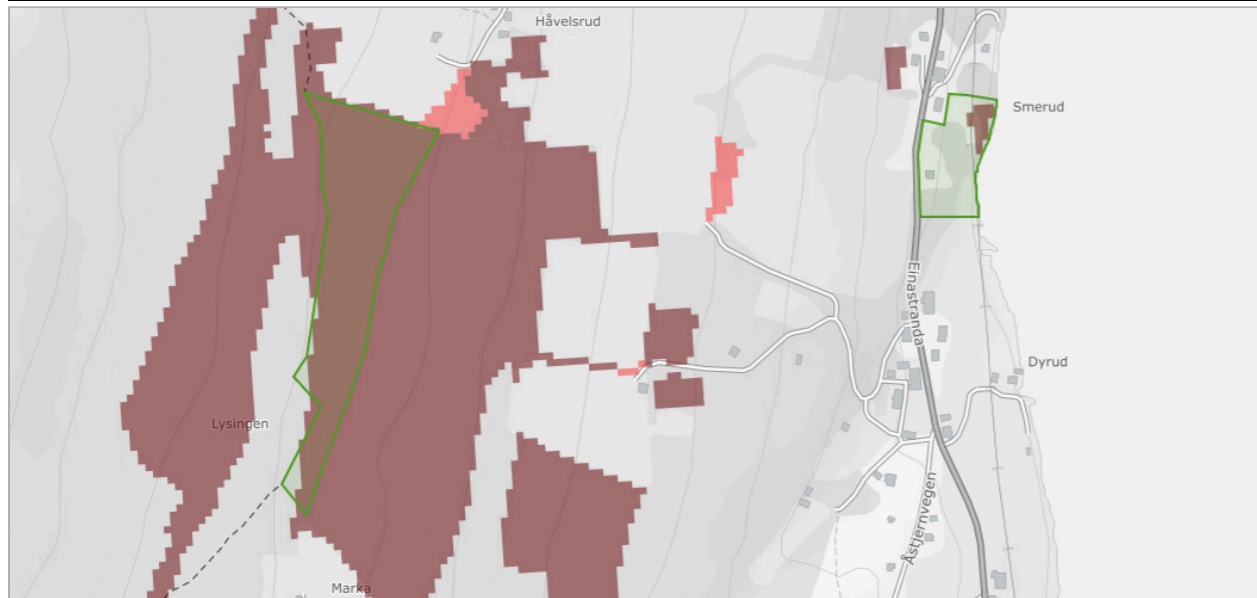 Håvelsrud
Smerud
Einastranda
Dyrud
Lysingen
Åstjernvegen
Marka